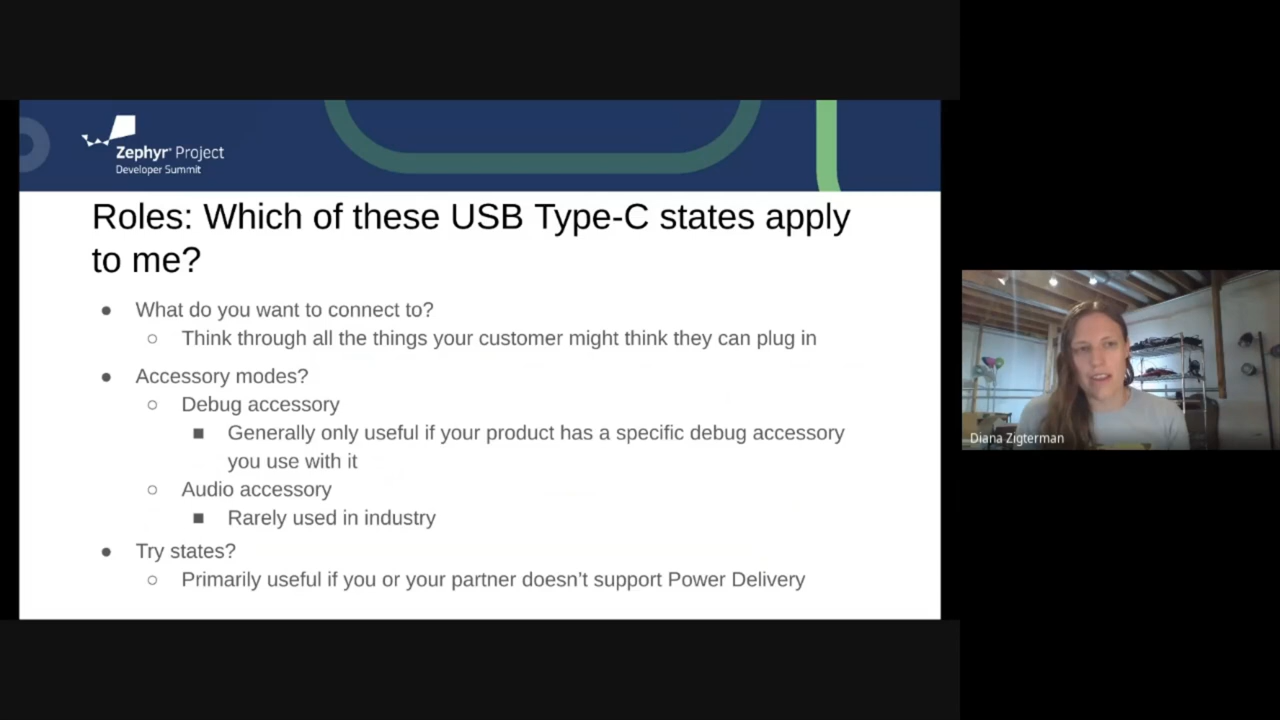 Zephyr® Project
Developer Summit
Roles: Which of these USB Type-C states apply
to me?
● What do you want to connect to?
○ Think through all the things your customer might think they can plug in
● Accessory modes?
○ Debug accessory
■ Generally only useful if your product has a specific debug accessory
you use with it
○ Audio accessory
■ Rarely used in industry
● Try states?
○ Primarily useful if you or your partner doesn't support Power Delivery
Diana Zigterman